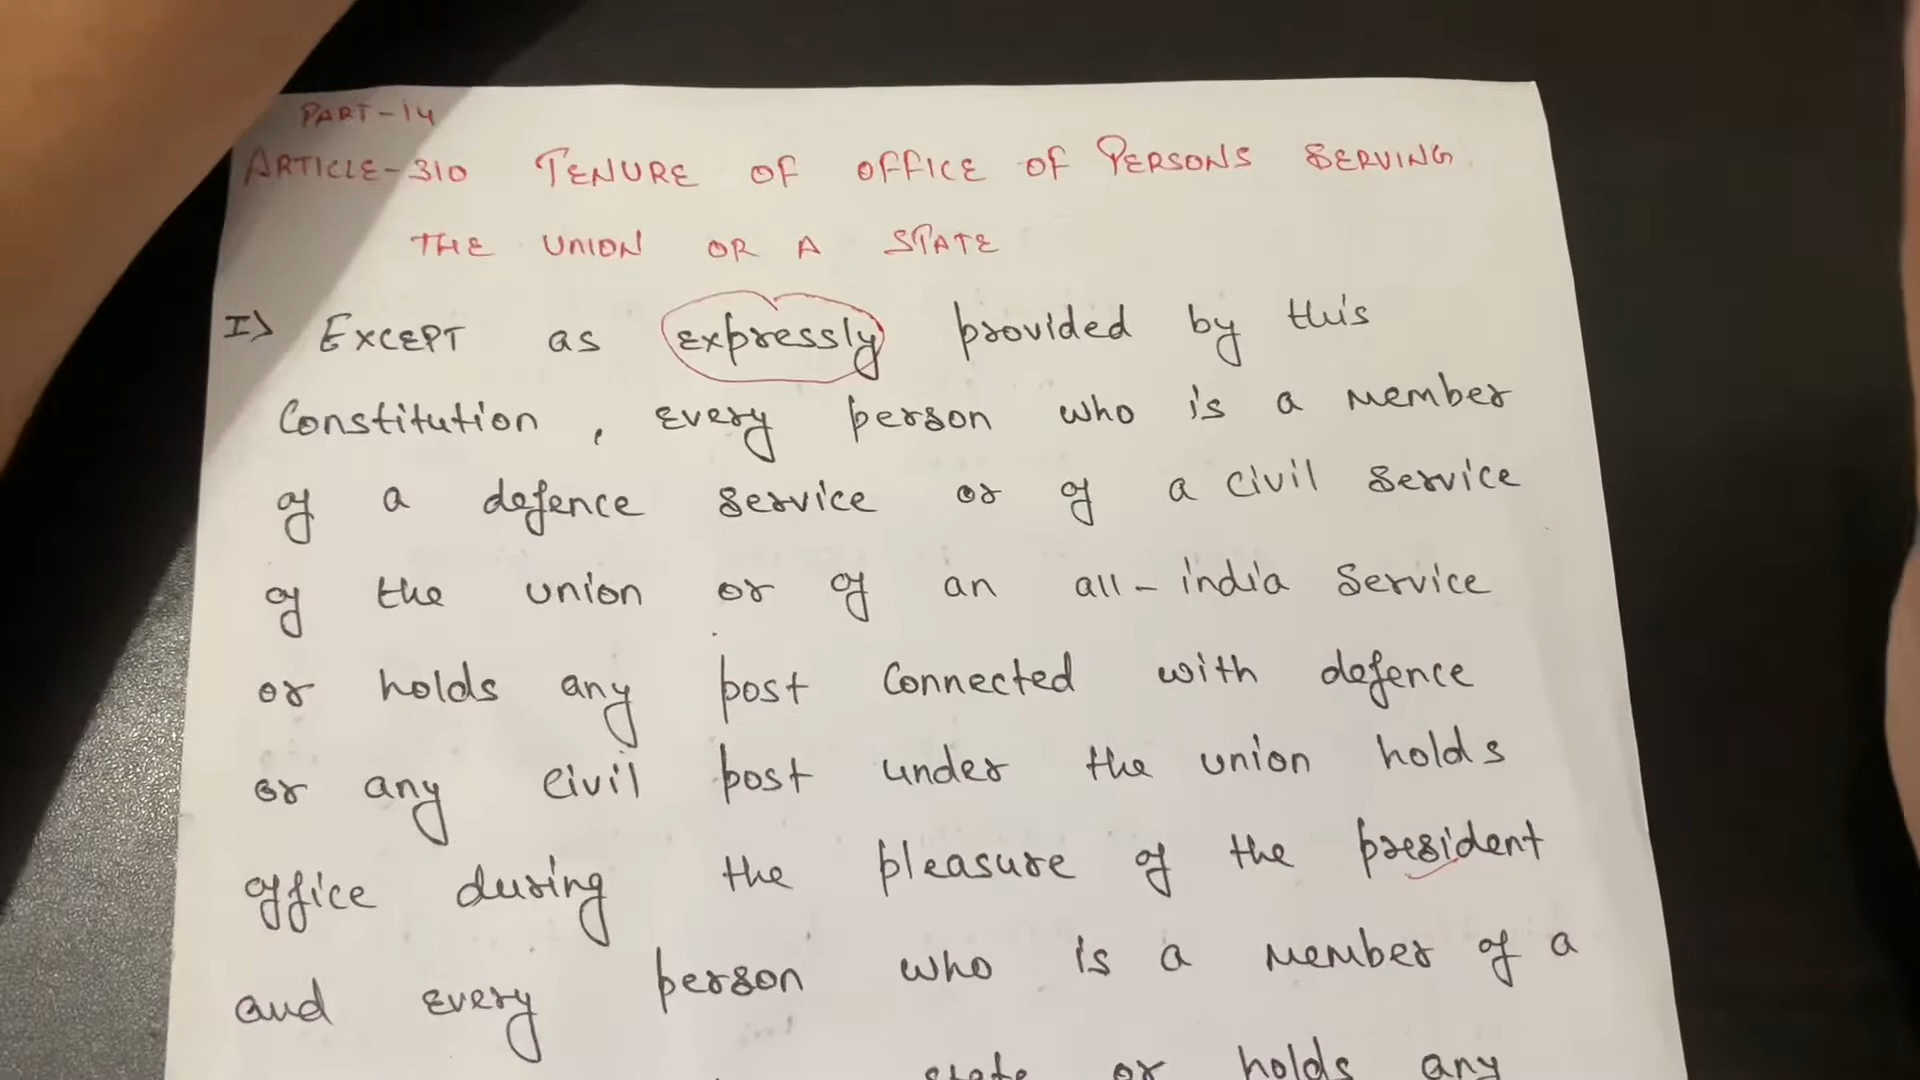 PART-14
ARTICLE-310 TENURE OF OFFICE OF PERSONS SERVING
THE UNION OR A STATE
I) EXCEPT as expressly provided by this
Constitution, every person who is a member
of a defence service or of a civil service
of the union or of an all-india service
or holds any post connected with defence
or any civil post under the union holds
office during the pleasure of the president
and every person who is a member of a
state or holds any